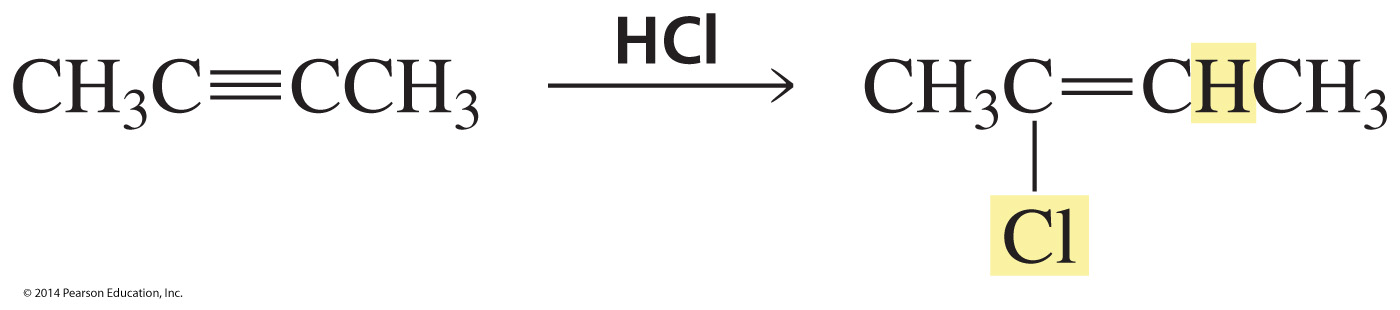 HCl
CH₃C≡CCH₃ ⟶ CH₃C=CHCH₃
Cl
© 2014 Pearson Education, Inc.